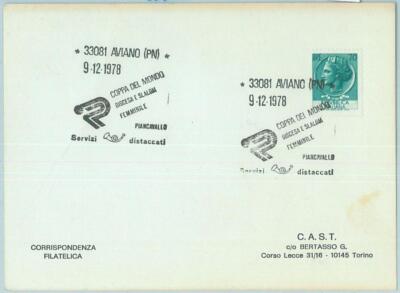 * 33081 AVIANO (PN) *
9·12·1978
COPPA DEL MONDO
DISCESA E SLALOM
FEMMINILE
PIANCAVALLO
Servizi distaccati
* 33081 AVIANO (PN) *
9·12·1978
COPPA DEL MONDO
DISCESA E SLALOM
FEMMINILE
PIANCAVALLO
Servizi distaccati
CORRISPONDENZA
FILATELICA
C. A. S. T.
c/o BERTASSO G.
Corso Lecce 31/16 - 10145 Torino